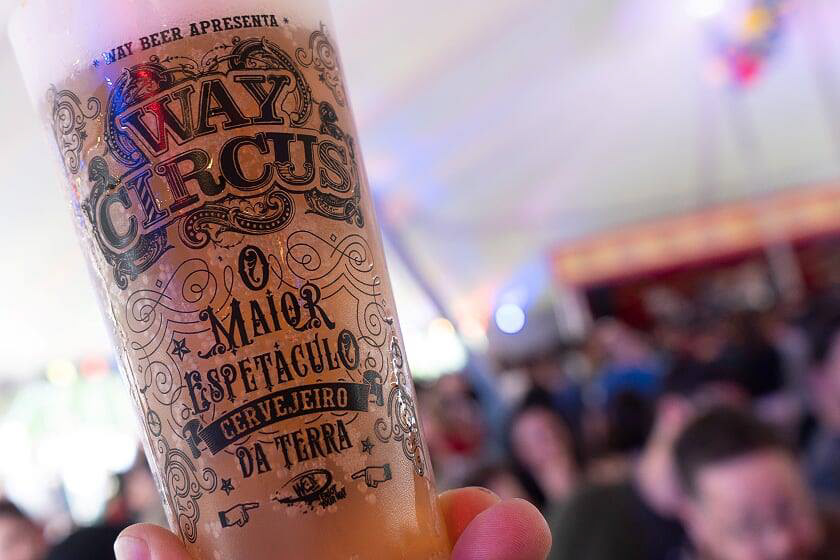 * WAY BEER APRESENTA *
WAY
CIRCUS
O
MAIOR
ESPETÁCULO
CERVEJEIRO
DA TERRA